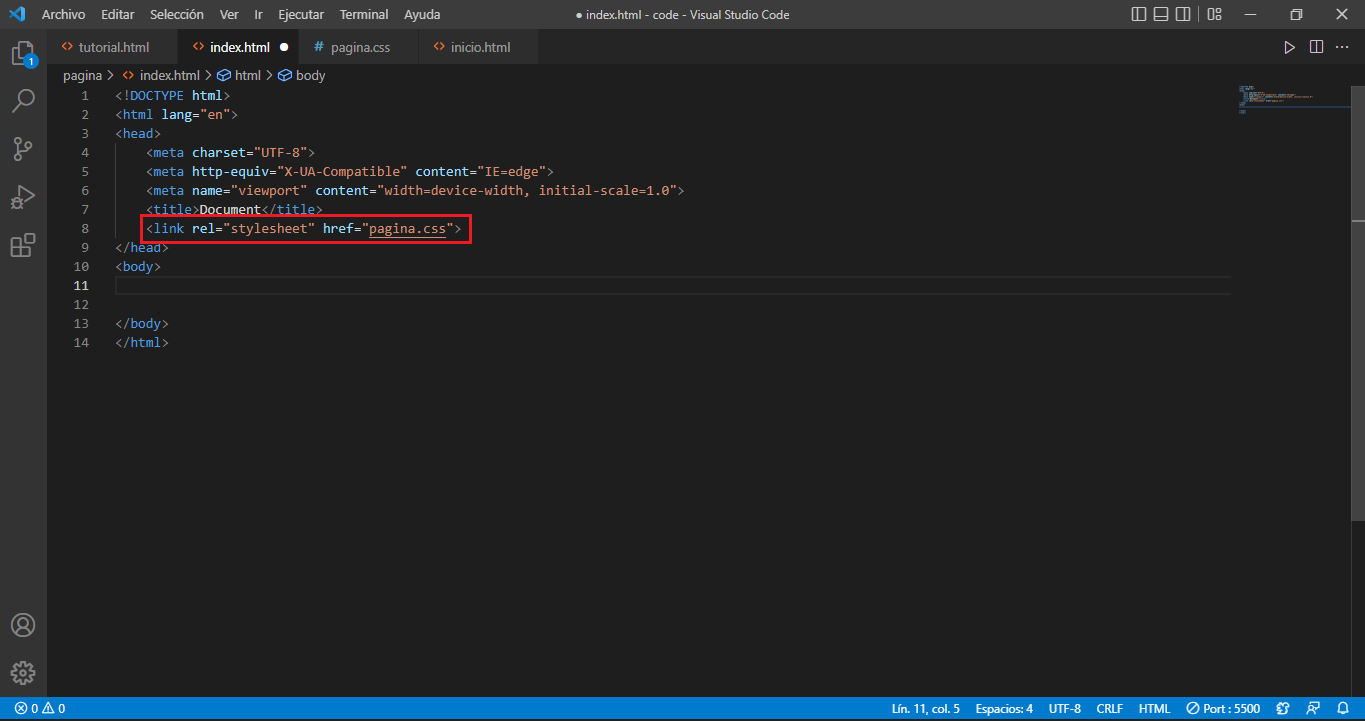 Archivo Editar Selección Ver Ir Ejecutar Terminal Ayuda ● index.html - code - Visual Studio Code
1
tutorial.html index.html ● # pagina.css inicio.html
pagina > index.html > html > body
1 <!DOCTYPE html>
2 <html lang="en">
3 <head>
4 <meta charset="UTF-8">
5 <meta http-equiv="X-UA-Compatible" content="IE=edge">
6 <meta name="viewport" content="width=device-width, initial-scale=1.0">
7 <title>Document</title>
8 <link rel="stylesheet" href="pagina.css">
9 </head>
10 <body>
11
12
13 </body>
14 </html>
0 0 Lín. 11, col. 5 Espacios: 4 UTF-8 CRLF HTML Port : 5500